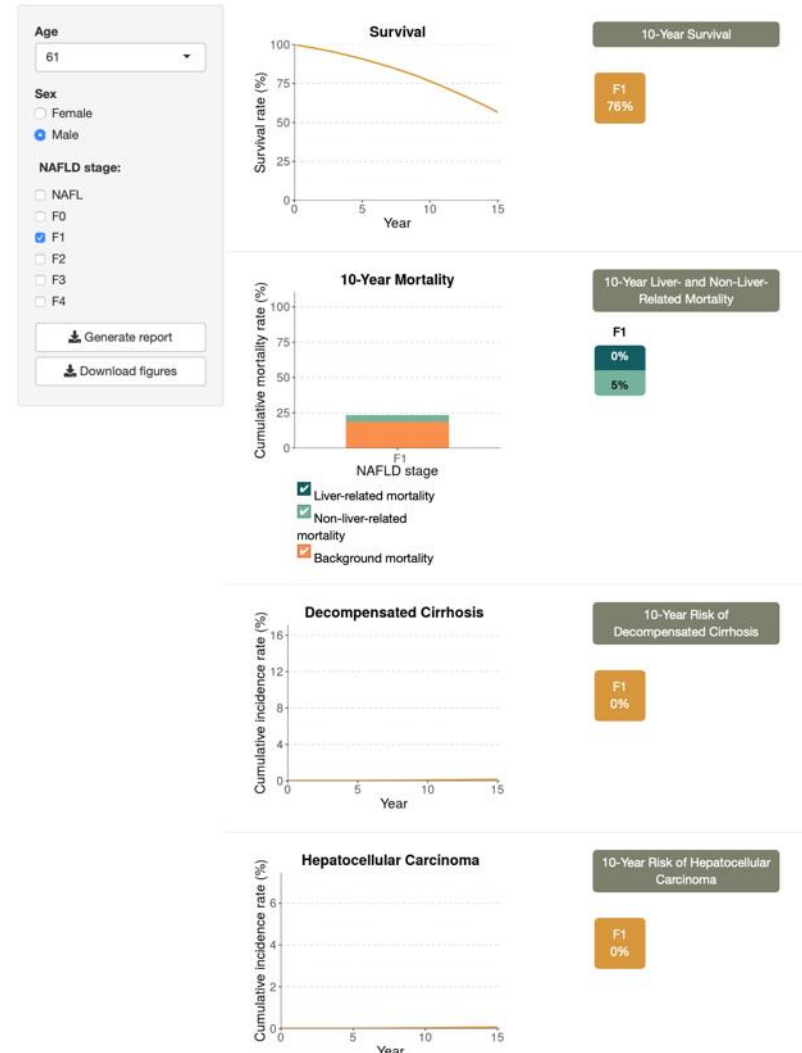 Age
61
Sex
Female
Male
NAFLD stage:
NAFL
F0
F1
F2
F3
F4
Generate report
Download figures
Survival
Survival rate (%)
100
75
50
25
0
0 5 10 15
Year
10-Year Survival
F1
76%
10-Year Mortality
Cumulative mortality rate (%)
100
75
50
25
0
F1
NAFLD stage
Liver-related mortality
Non-liver-related
mortality
Background mortality
10-Year Liver- and Non-Liver-
Related Mortality
F1
0%
5%
Decompensated Cirrhosis
Cumulative incidence rate (%)
16
12
8
4
0
0 5 10 15
Year
10-Year Risk of
Decompensated Cirrhosis
F1
0%
Hepatocellular Carcinoma
Cumulative incidence rate (%)
6
4
2
0
0 5 10 15
Year
10-Year Risk of Hepatocellular
Carcinoma
F1
0%